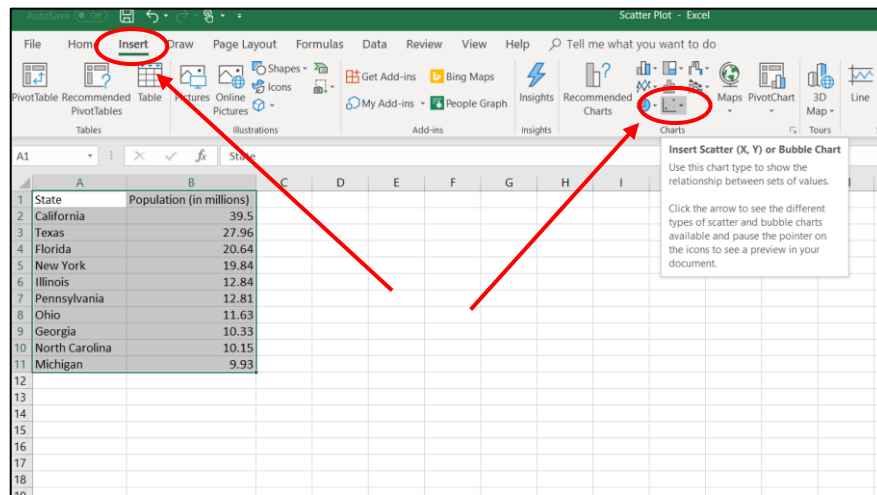 AutoSave Off Scatter Plot - Excel
File Home Insert Draw Page Layout Formulas Data Review View Help Tell me what you want to do
PivotTable Recommended PivotTables Table
Tables
Pictures Online Pictures Shapes Icons
Illustrations
Get Add-ins
My Add-ins
Bing Maps
People Graph
Add-ins
Insights
Insights
Recommended Charts
Maps PivotChart
Charts
3D Map
Tours
Line
A1 fx State
Insert Scatter (X, Y) or Bubble Chart
Use this chart type to show the
relationship between sets of values.
Click the arrow to see the different
types of scatter and bubble charts
available and pause the pointer on
the icons to see a preview in your
document.
A B C D E F G H I
1 State Population (in millions)
2 California 39.5
3 Texas 27.96
4 Florida 20.64
5 New York 19.84
6 Illinois 12.84
7 Pennsylvania 12.81
8 Ohio 11.63
9 Georgia 10.33
10 North Carolina 10.15
11 Michigan 9.93
12
13
14
15
16
17
18